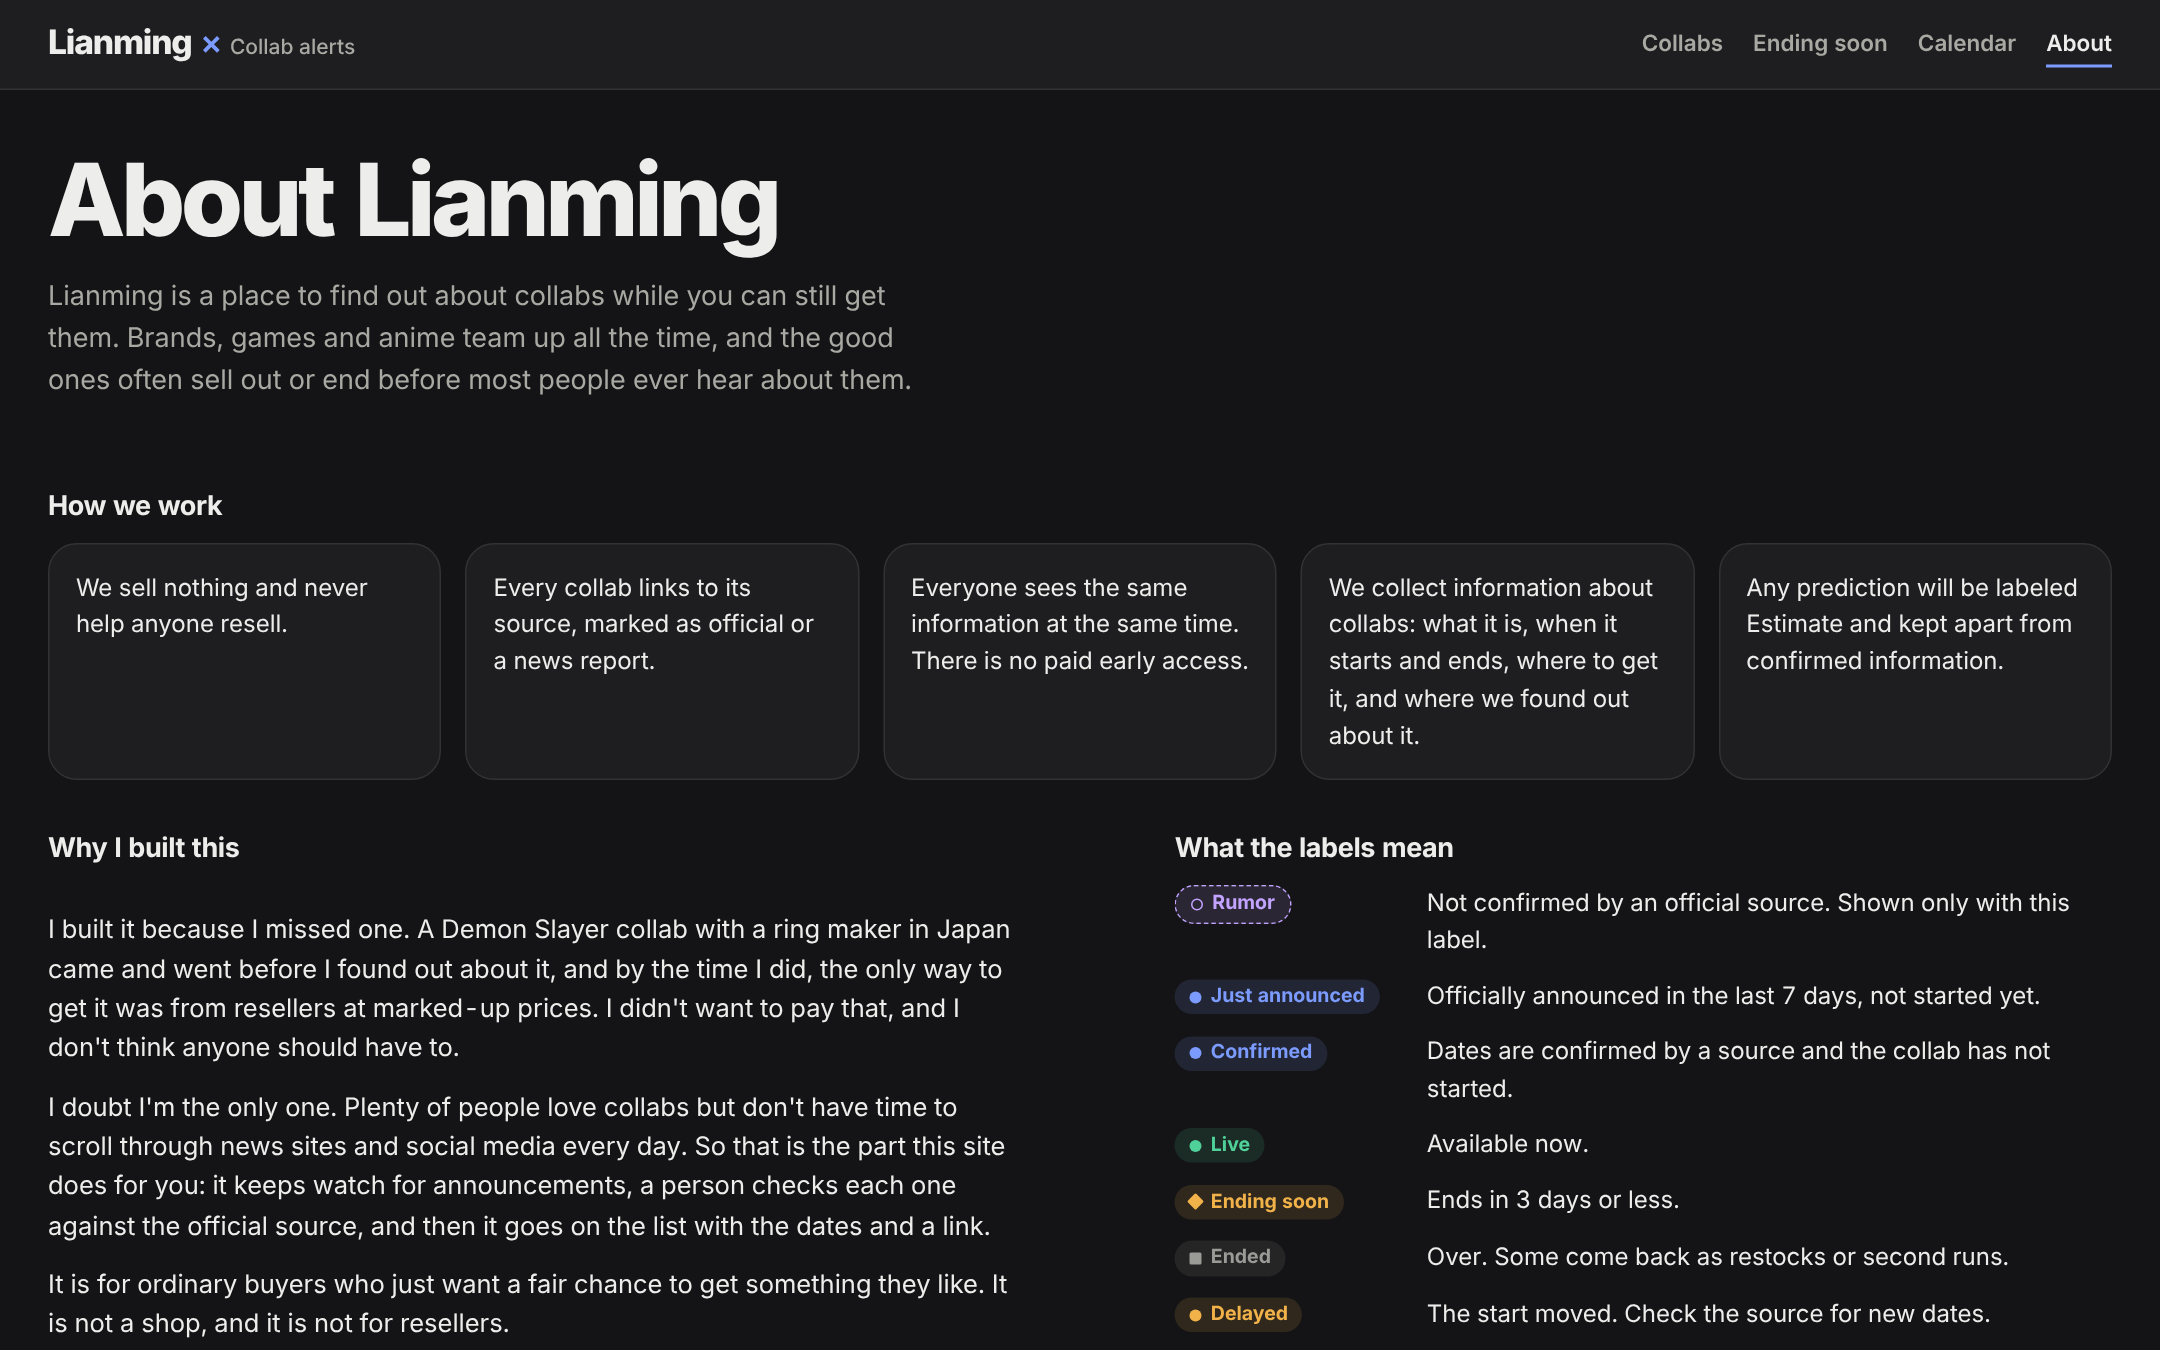 Lianming × Collab alerts
Collabs Ending soon Calendar About
About Lianming
Lianming is a place to find out about collabs while you can still get
them. Brands, games and anime team up all the time, and the good
ones often sell out or end before most people ever hear about them.
How we work
We sell nothing and never
help anyone resell.
Every collab links to its
source, marked as official or
a news report.
Everyone sees the same
information at the same time.
There is no paid early access.
We collect information about
collabs: what it is, when it
starts and ends, where to get
it, and where we found out
about it.
Any prediction will be labeled
Estimate and kept apart from
confirmed information.
Why I built this
I built it because I missed one. A Demon Slayer collab with a ring maker in Japan
came and went before I found out about it, and by the time I did, the only way to
get it was from resellers at marked-up prices. I didn't want to pay that, and I
don't think anyone should have to.
I doubt I'm the only one. Plenty of people love collabs but don't have time to
scroll through news sites and social media every day. So that is the part this site
does for you: it keeps watch for announcements, a person checks each one
against the official source, and then it goes on the list with the dates and a link.
It is for ordinary buyers who just want a fair chance to get something they like. It
is not a shop, and it is not for resellers.
What the labels mean
Rumor
Not confirmed by an official source. Shown only with this
label.
Just announced
Officially announced in the last 7 days, not started yet.
Confirmed
Dates are confirmed by a source and the collab has not
started.
Live
Available now.
Ending soon
Ends in 3 days or less.
Ended
Over. Some come back as restocks or second runs.
Delayed
The start moved. Check the source for new dates.